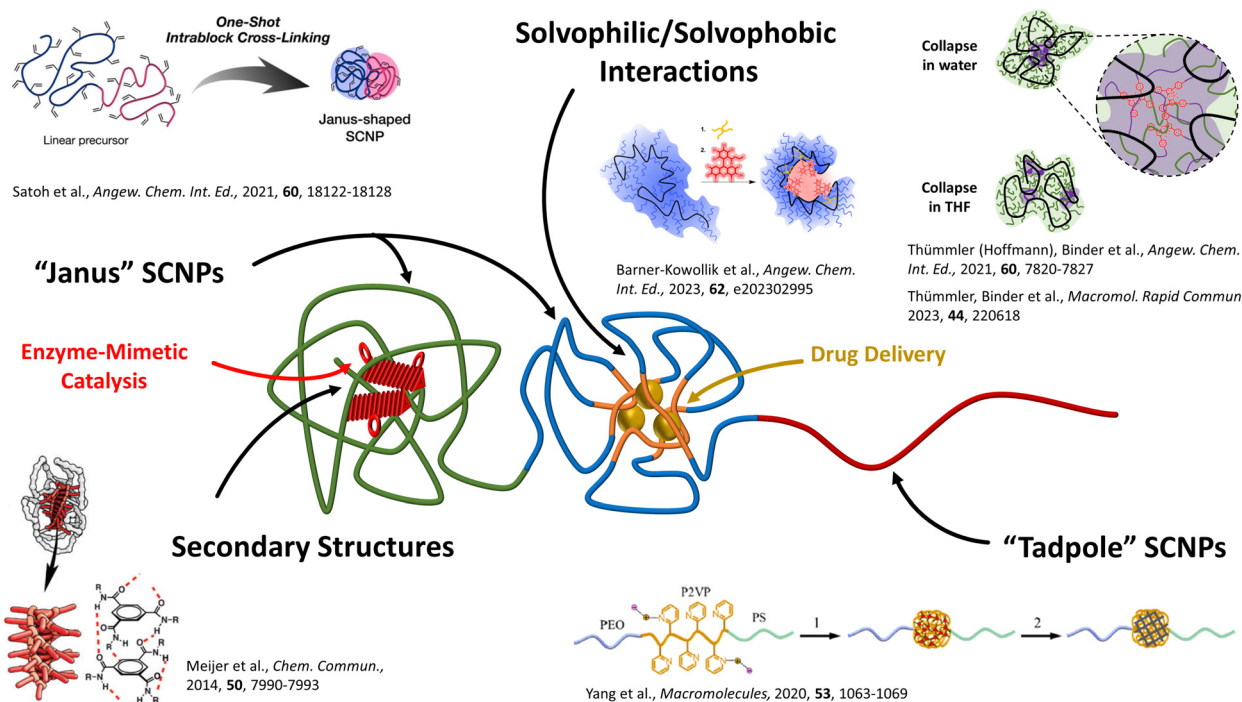 One-Shot
Intrablock Cross-Linking
Linear precursor
Janus-shaped
SCNP
Satoh et al., Angew. Chem. Int. Ed., 2021, 60, 18122-18128
Solvophilic/Solvophobic
Interactions
1.
2.
Barner-Kowollik et al., Angew. Chem.
Int. Ed., 2023, 62, e202302995
Collapse
in water
Collapse
in THF
Thümmler (Hoffmann), Binder et al., Angew. Chem.
Int. Ed., 2021, 60, 7820-7827
Thümmler, Binder et al., Macromol. Rapid Commun
2023, 44, 220618
“Janus” SCNPs
Enzyme-Mimetic
Catalysis
Drug Delivery
Secondary Structures
“Tadpole” SCNPs
R
N
H
O
O
N-R
H
HN
O
R
R
N
H
O
O
N-R
H
N-R
H
Meijer et al., Chem. Commun.,
2014, 50, 7990-7993
PEO
P2VP
PS
N
N
N
N
N
N
1
2
Yang et al., Macromolecules, 2020, 53, 1063-1069